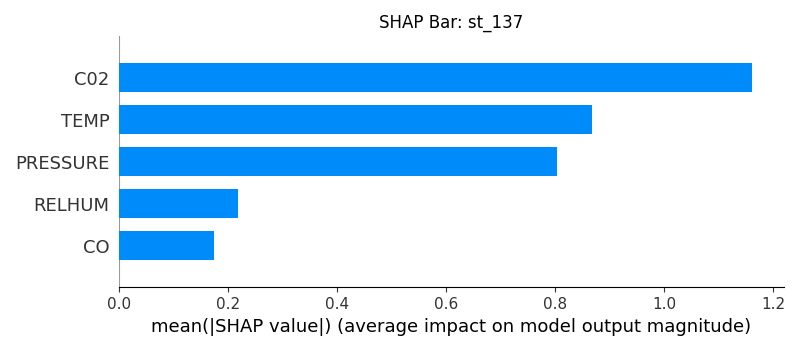 SHAP Bar: st_137
C02
TEMP
PRESSURE
RELHUM
CO
0.0 0.2 0.4 0.6 0.8 1.0 1.2
mean(|SHAP value|) (average impact on model output magnitude)